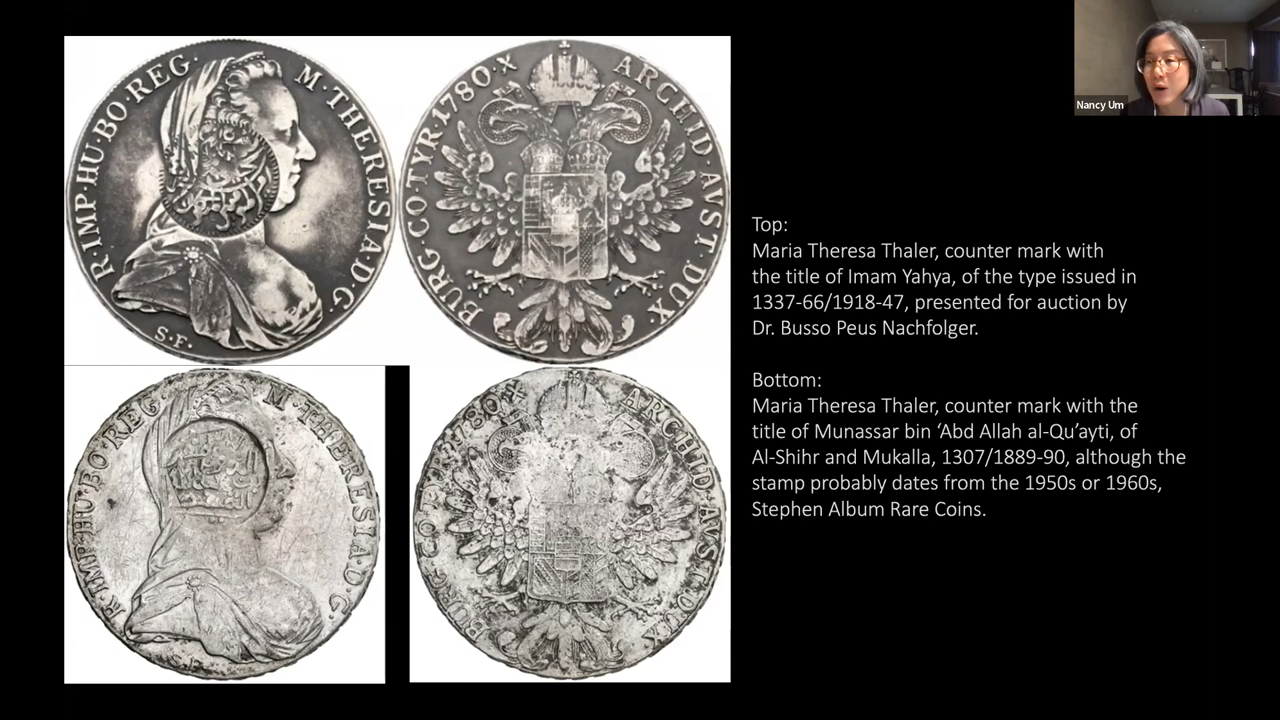 R·IMP·HU·BO·REG·
M·THERESIA·D·G·
S·F·
BURG·CO·TYR·1780·X
ARCHID·AVST·DUX·
Nancy Um
Top:
Maria Theresa Thaler, counter mark with
the title of Imam Yahya, of the type issued in
1337-66/1918-47, presented for auction by
Dr. Busso Peus Nachfolger.
Bottom:
Maria Theresa Thaler, counter mark with the
title of Munassar bin ‘Abd Allah al-Qu’ayti, of
Al-Shihr and Mukalla, 1307/1889-90, although the
stamp probably dates from the 1950s or 1960s,
Stephen Album Rare Coins.
R·IMP·HU·BO·REG·
M·THERESIA·D·G·
S·F·
ARCHID·AVST·DUX